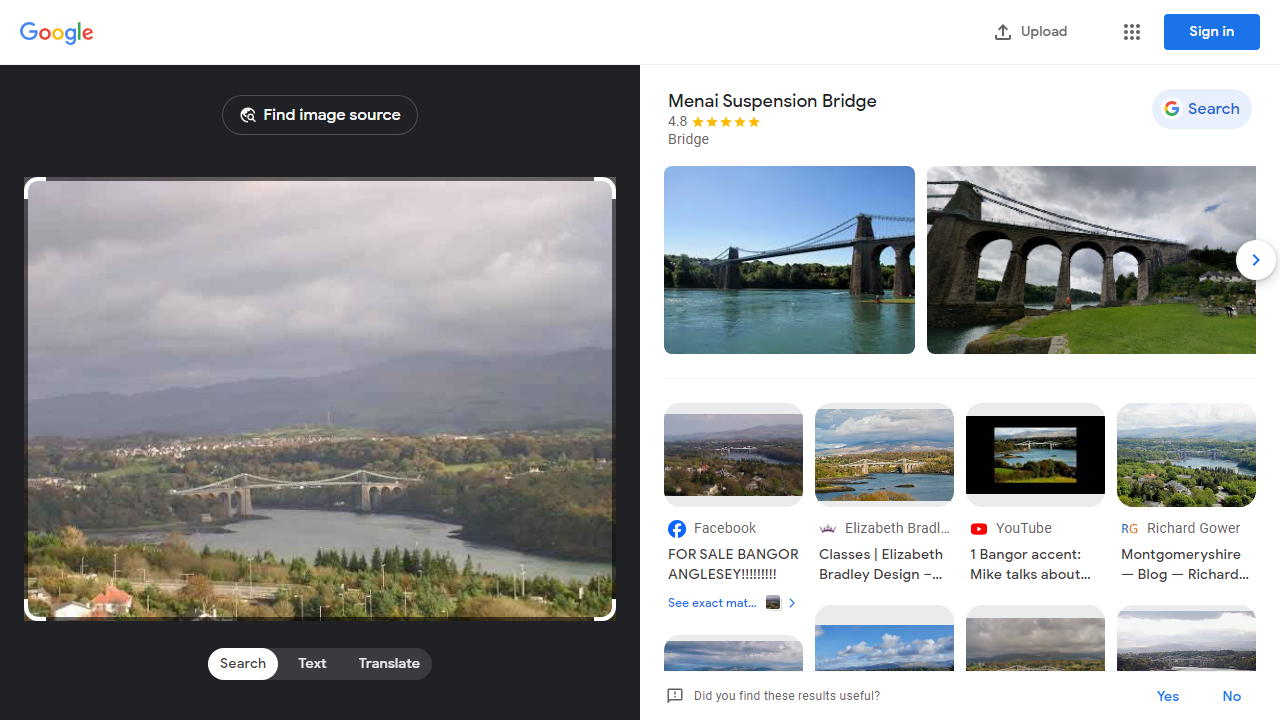 Google
Upload
Sign in
Find image source
Search
Text
Translate
Menai Suspension Bridge
4.8
Bridge
Search
Facebook
FOR SALE BANGOR
ANGLESEY!!!!!!!!!
See exact mat...
Elizabeth Bradl...
Classes | Elizabeth
Bradley Design –...
YouTube
1 Bangor accent:
Mike talks about...
RG Richard Gower
Montgomeryshire
— Blog — Richard...
Did you find these results useful?
Yes
No